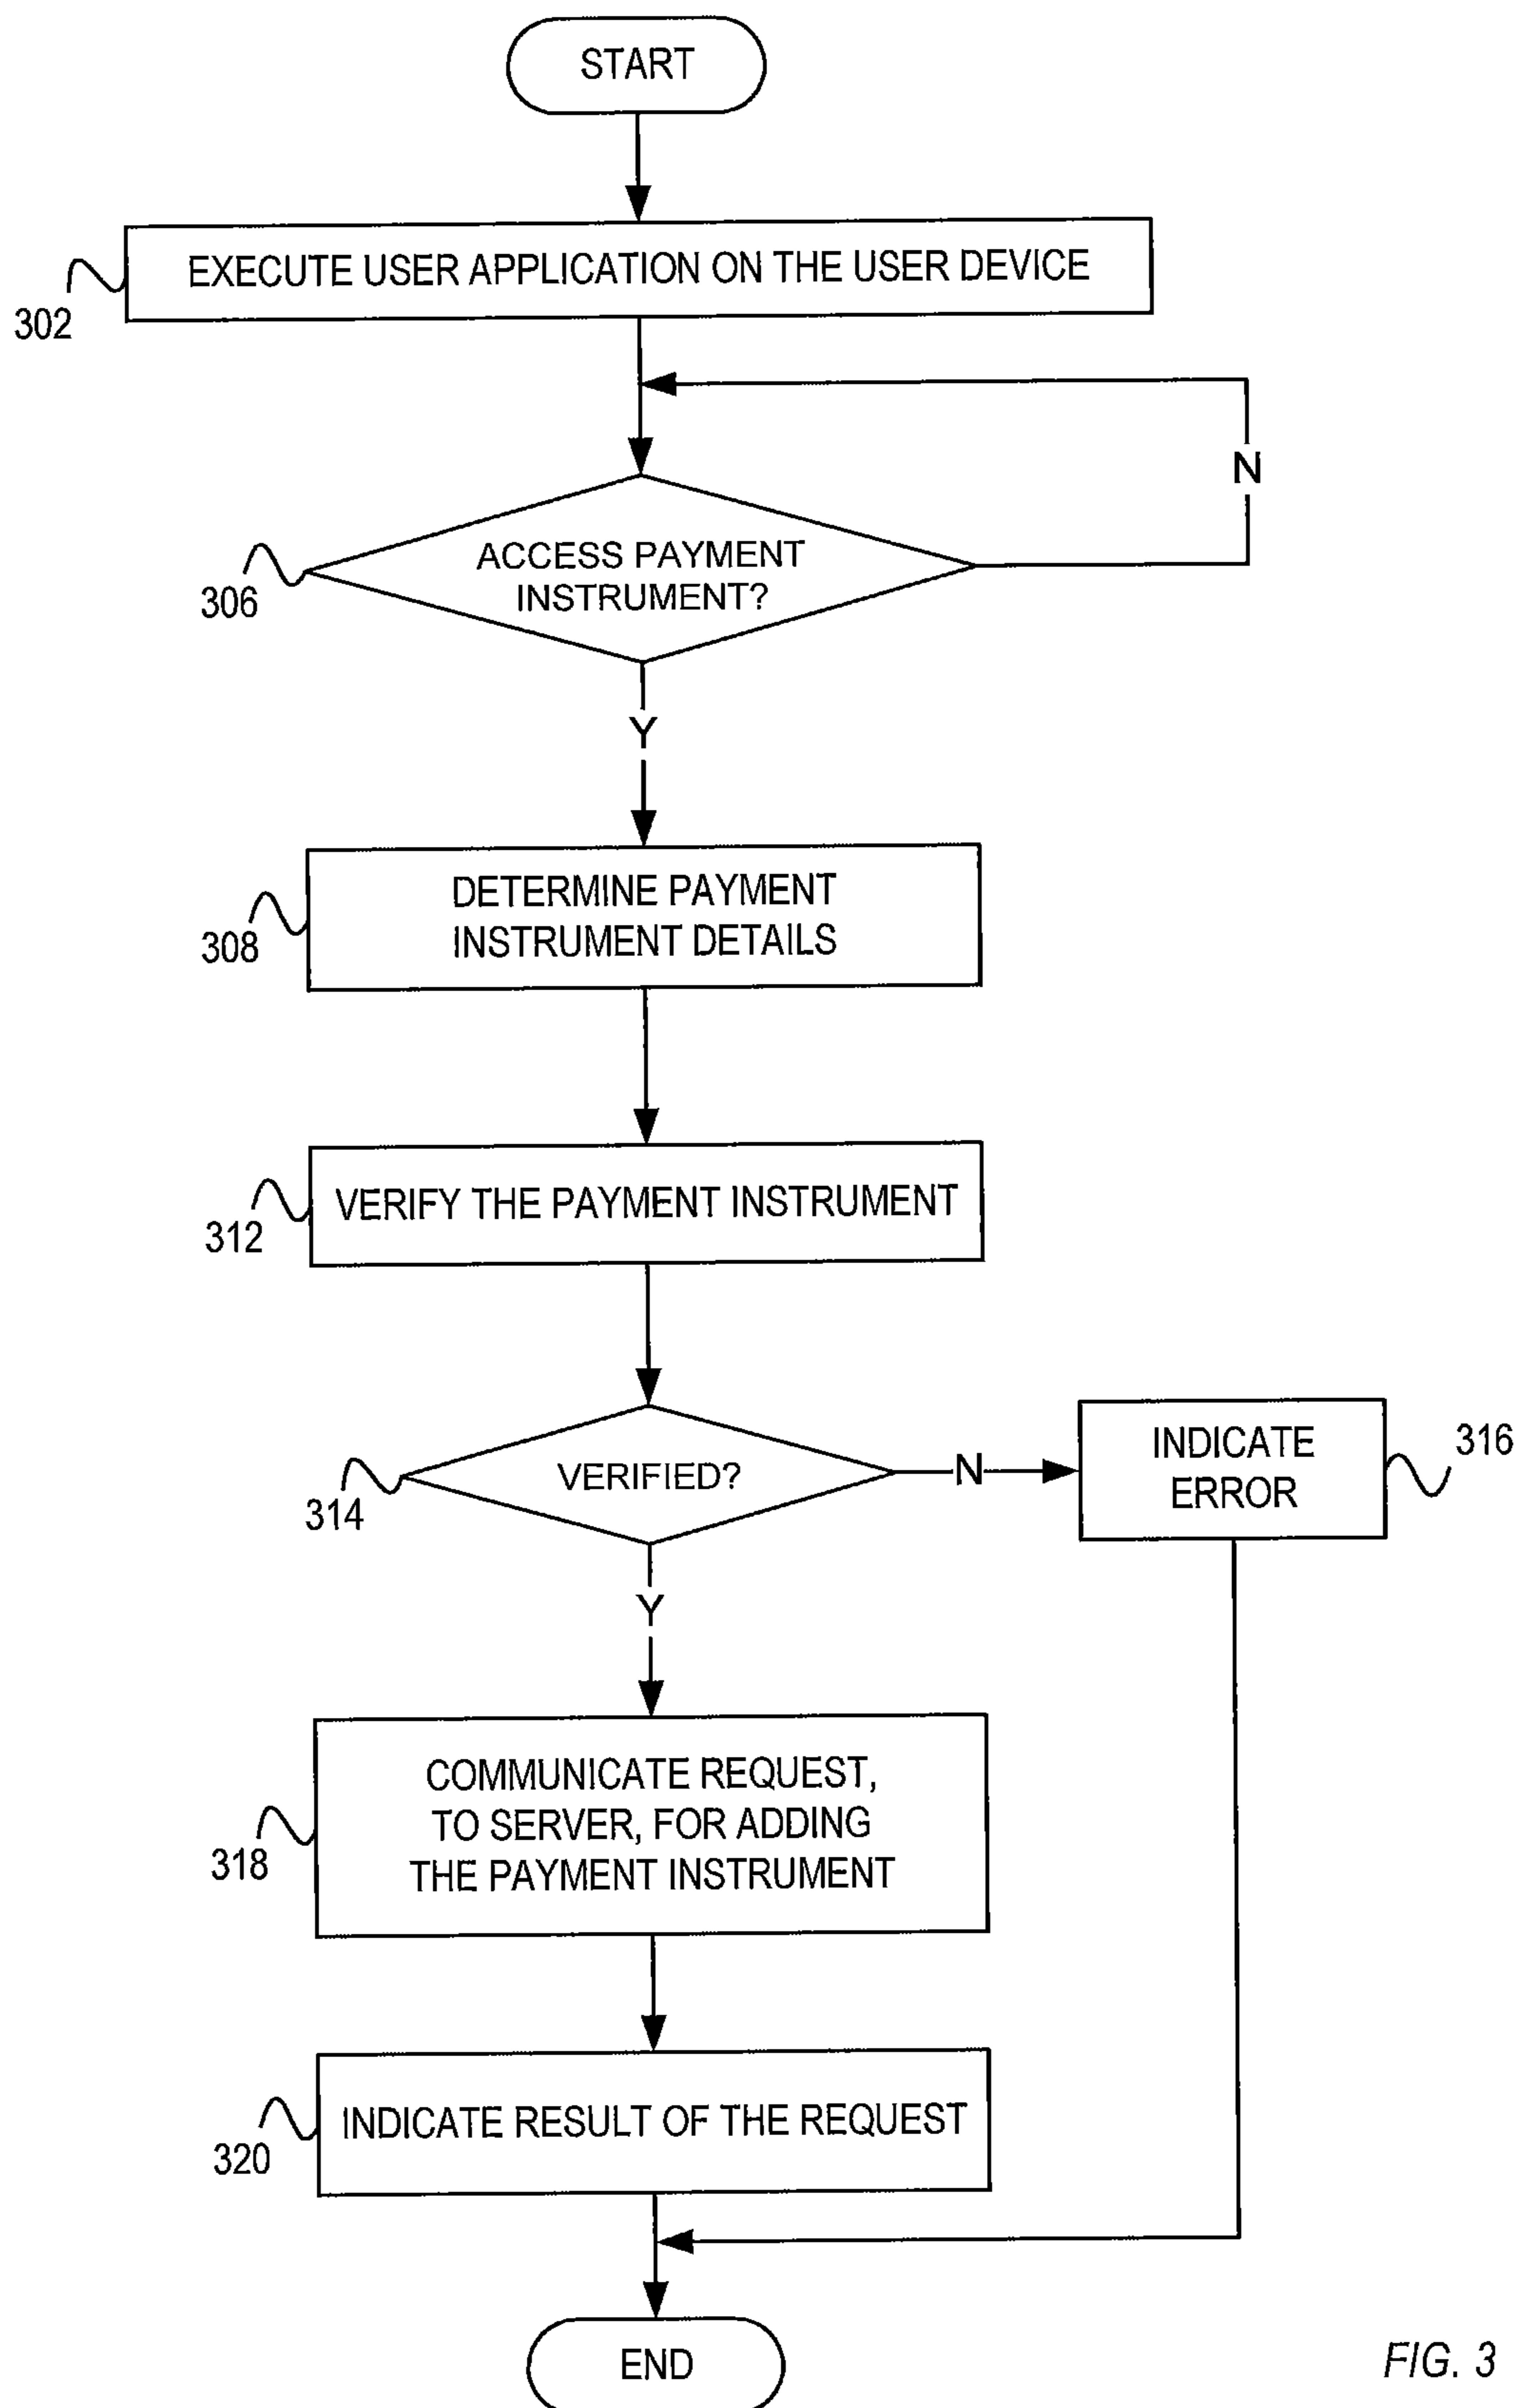 START
EXECUTE USER APPLICATION ON THE USER DEVICE
302
N
ACCESS PAYMENT
INSTRUMENT?
306
Y
DETERMINE PAYMENT
INSTRUMENT DETAILS
308
VERIFY THE PAYMENT INSTRUMENT
312
VERIFIED?
314
N
INDICATE
ERROR
316
Y
COMMUNICATE REQUEST,
TO SERVER, FOR ADDING
THE PAYMENT INSTRUMENT
318
INDICATE RESULT OF THE REQUEST
320
END
FIG. 3